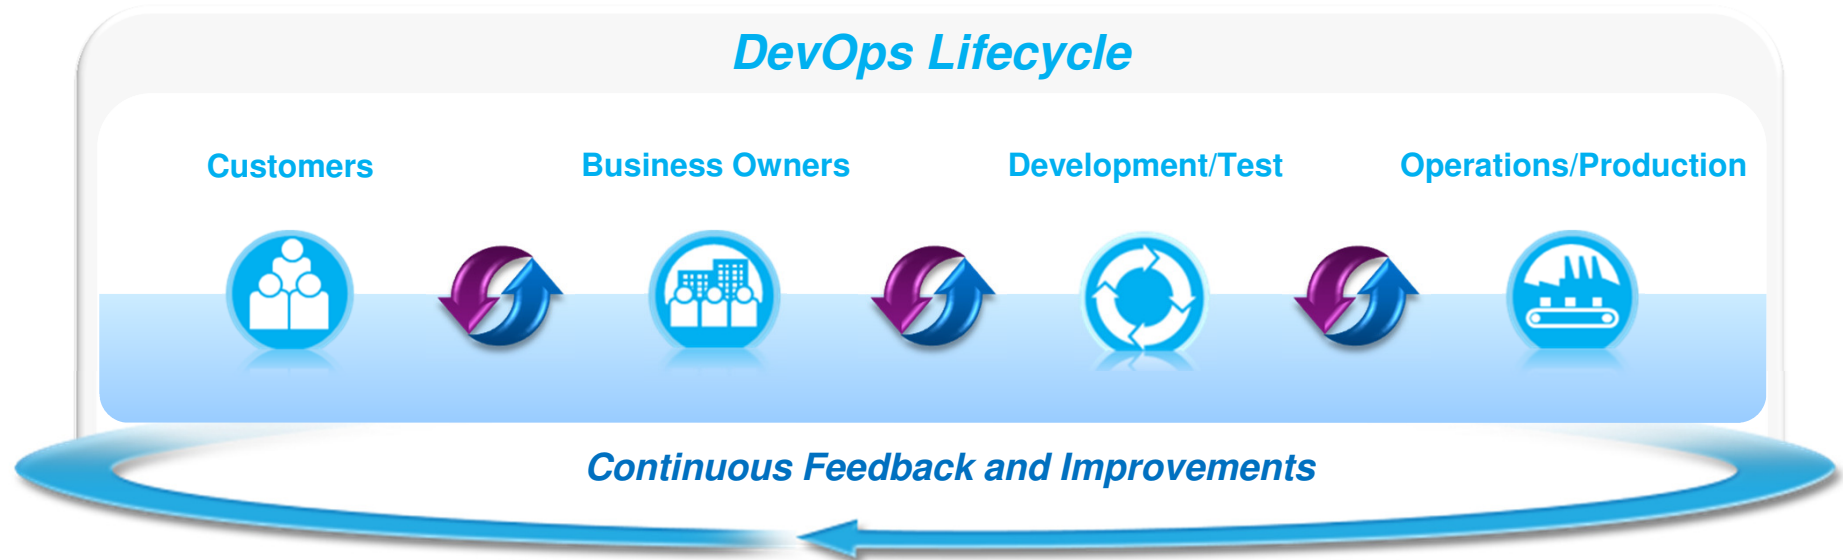 DevOps Lifecycle
Customers
Business Owners
Development/Test
Operations/Production
Continuous Feedback and Improvements